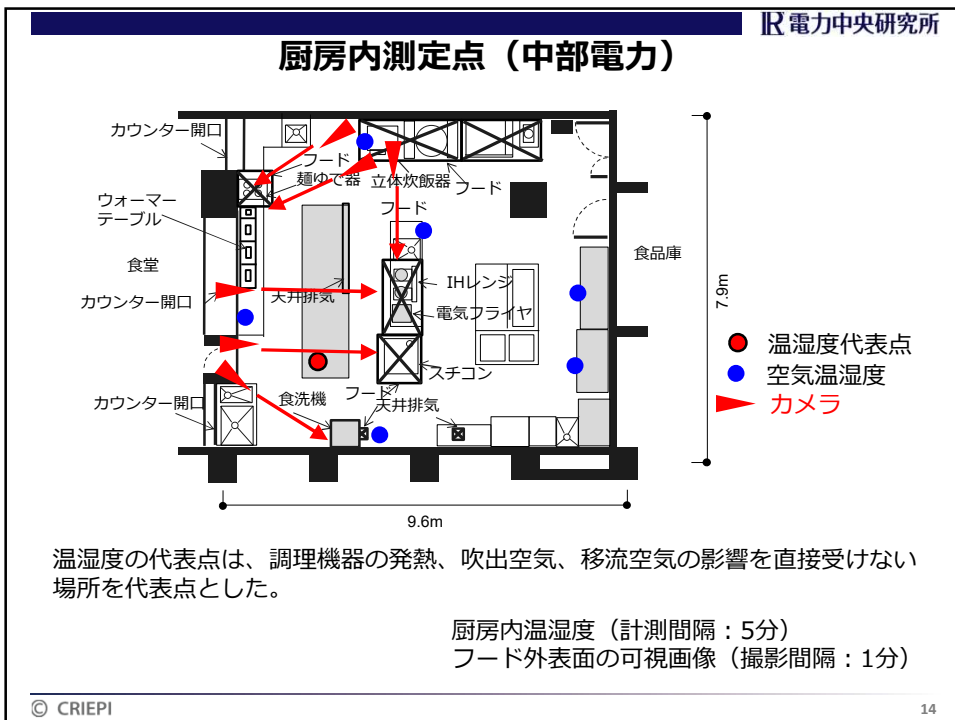 電力中央研究所
厨房内測定点（中部電力）
カウンター開口
フード
麺ゆで器
立体炊飯器
フード
ウォーマー
テーブル
フード
食堂
食品庫
IHレンジ
カウンター開口
天井排気
電気フライヤ
7.9m
温湿度代表点
スチコン
空気温湿度
カウンター開口
食洗機
フード
天井排気
カメラ
9.6m
温湿度の代表点は、調理機器の発熱、吹出空気、移流空気の影響を直接受けない
場所を代表点とした。
厨房内温湿度（計測間隔：5分）
フード外表面の可視画像（撮影間隔：1分）
© CRIEPI
14